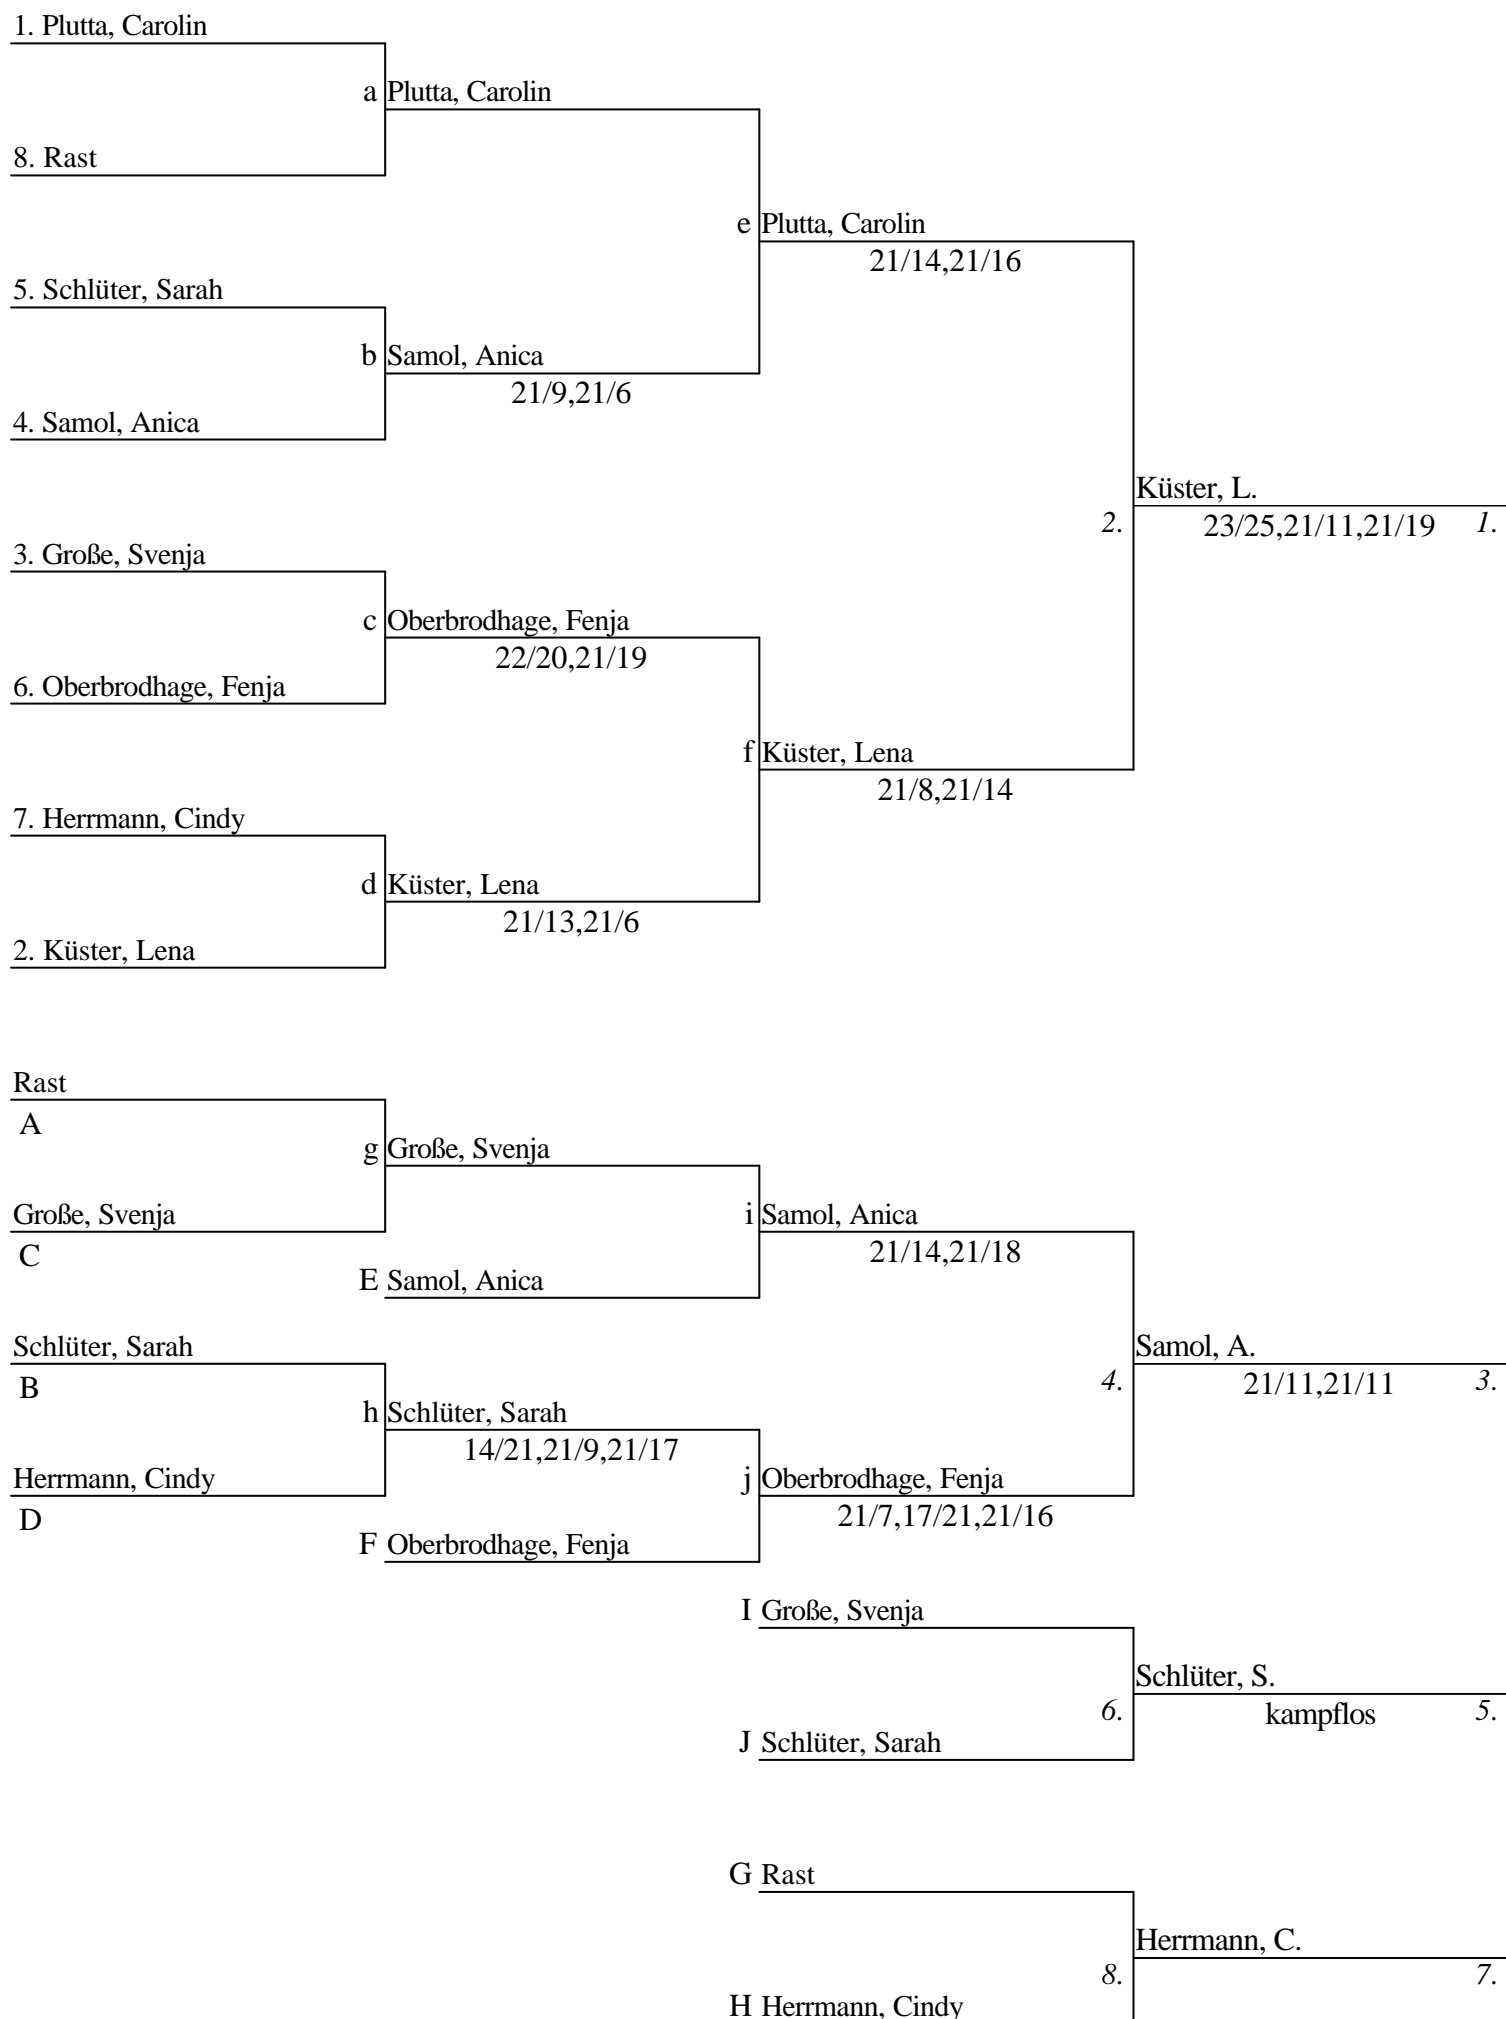 1. Plutta, Carolin
a Plutta, Carolin
8. Rast
e Plutta, Carolin
21/14,21/16
5. Schlüter, Sarah
b Samol, Anica
21/9,21/6
4. Samol, Anica
Küster, L.
2. 23/25,21/11,21/19 1.
3. Große, Svenja
c Oberbrodhage, Fenja
22/20,21/19
6. Oberbrodhage, Fenja
f Küster, Lena
21/8,21/14
7. Herrmann, Cindy
d Küster, Lena
21/13,21/6
2. Küster, Lena
Rast
A
g Große, Svenja
Große, Svenja
C
i Samol, Anica
21/14,21/18
E Samol, Anica
Schlüter, Sarah
B
Samol, A.
4. 21/11,21/11 3.
h Schlüter, Sarah
14/21,21/9,21/17
Herrmann, Cindy
D
j Oberbrodhage, Fenja
21/7,17/21,21/16
F Oberbrodhage, Fenja
I Große, Svenja
Schlüter, S.
6. kampflos 5.
J Schlüter, Sarah
G Rast
Herrmann, C.
8. 7.
H Herrmann, Cindy